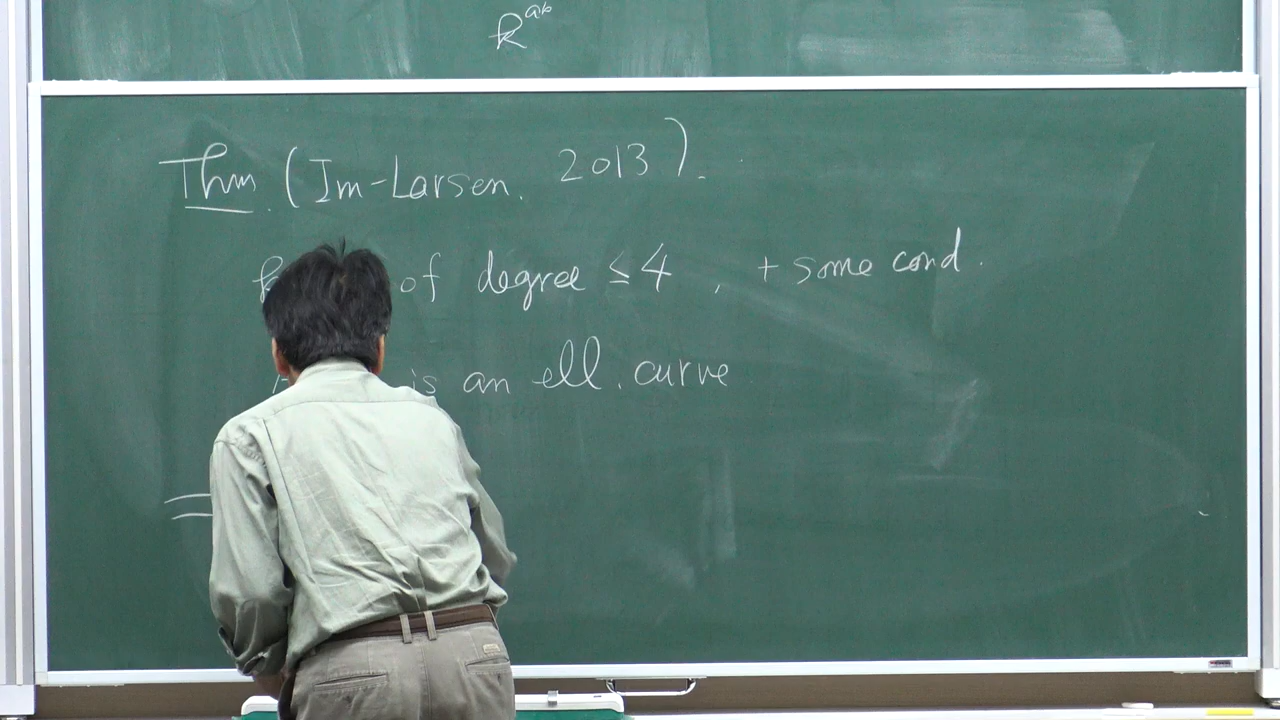 k^ab
Thm. (Im-Larsen. 2013).
k of degree ≤4, + some cond.
is an ell. curve